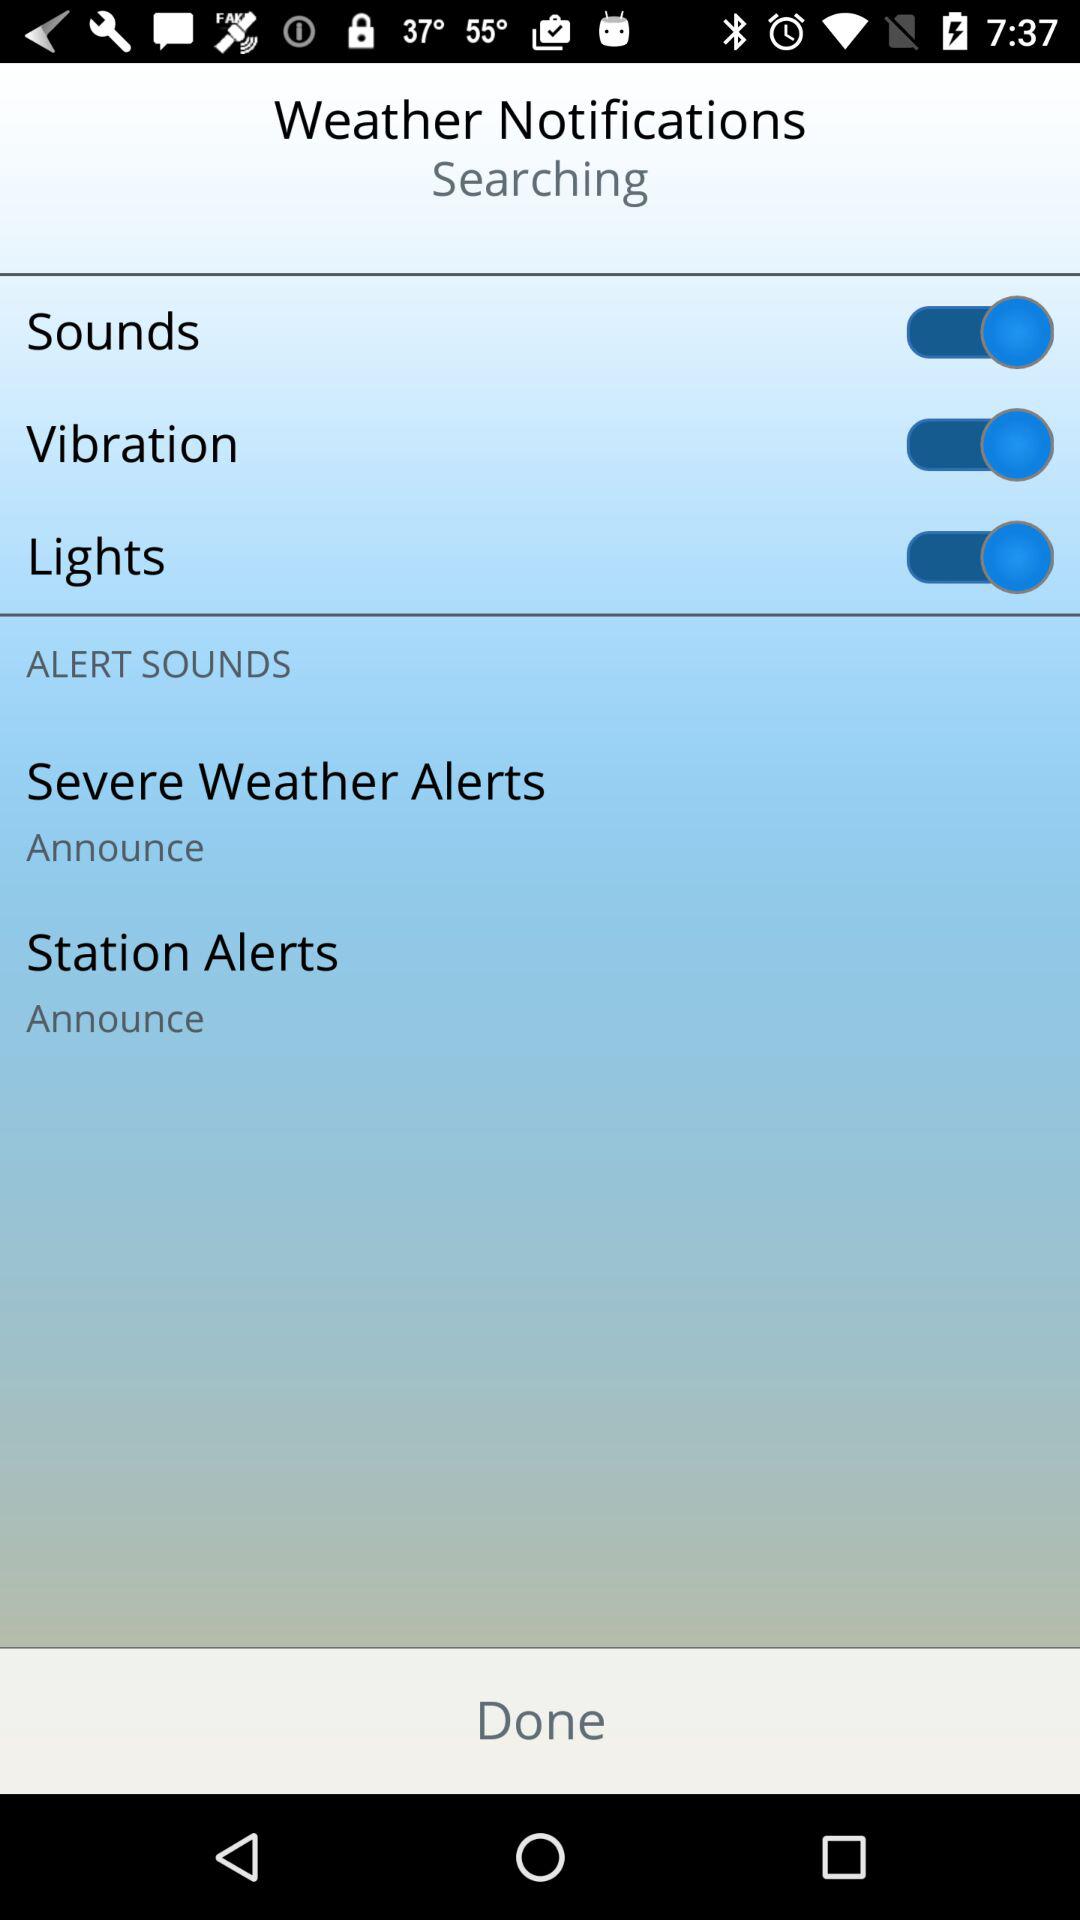 FAKE 37° 55° 7:37
Weather Notifications
Searching
Sounds
Vibration
Lights
ALERT SOUNDS
Severe Weather Alerts
Announce
Station Alerts
Announce
Done